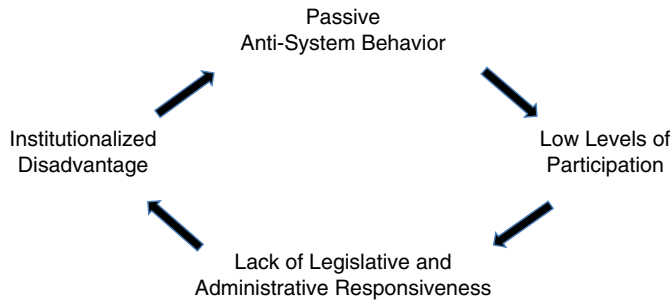 Passive
Anti-System Behavior
Institutionalized
Disadvantage
Low Levels of
Participation
Lack of Legislative and
Administrative Responsiveness